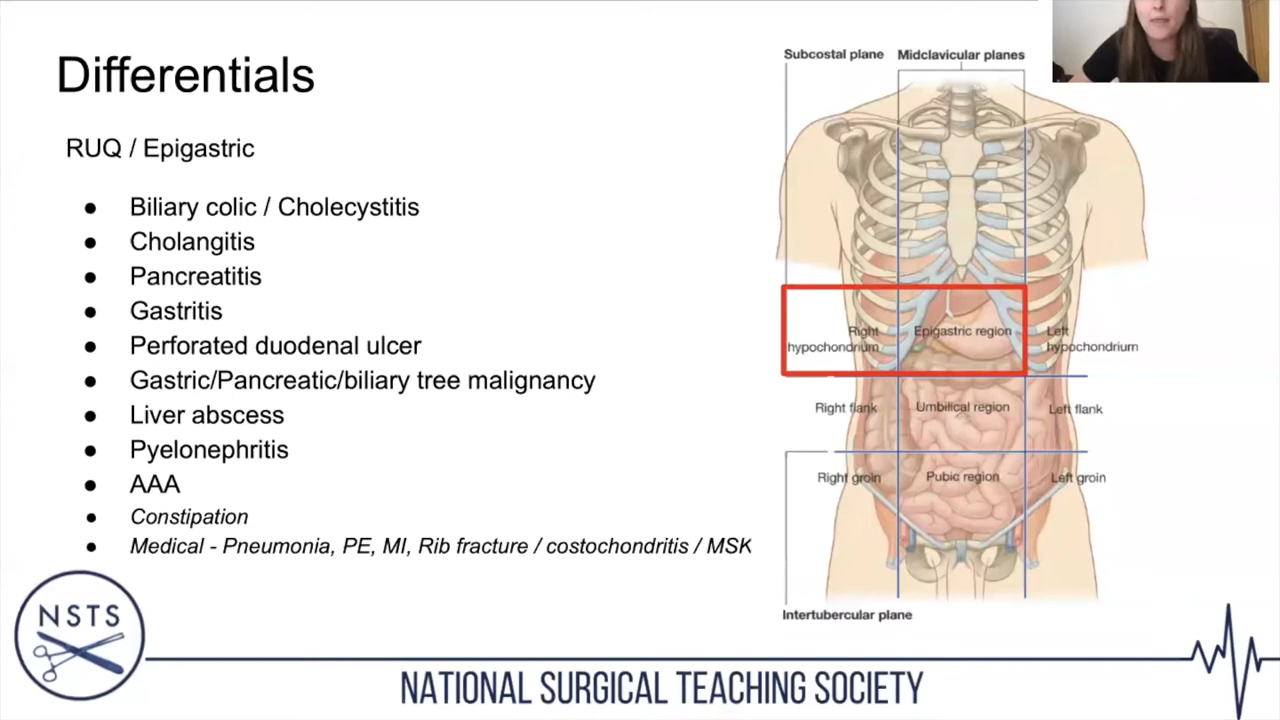 Differentials
RUQ / Epigastric
● Biliary colic / Cholecystitis
● Cholangitis
● Pancreatitis
● Gastritis
● Perforated duodenal ulcer
● Gastric/Pancreatic/biliary tree malignancy
● Liver abscess
● Pyelonephritis
● AAA
● Constipation
● Medical - Pneumonia, PE, MI, Rib fracture / costochondritis / MSK
Subcostal plane
Midclavicular planes
Right
hypochondrium
Epigastric region
Left
hypochondrium
Right flank
Umbilical region
Left flank
Right groin
Pubic region
Left groin
Intertubercular plane
NSTS
NATIONAL SURGICAL TEACHING SOCIETY